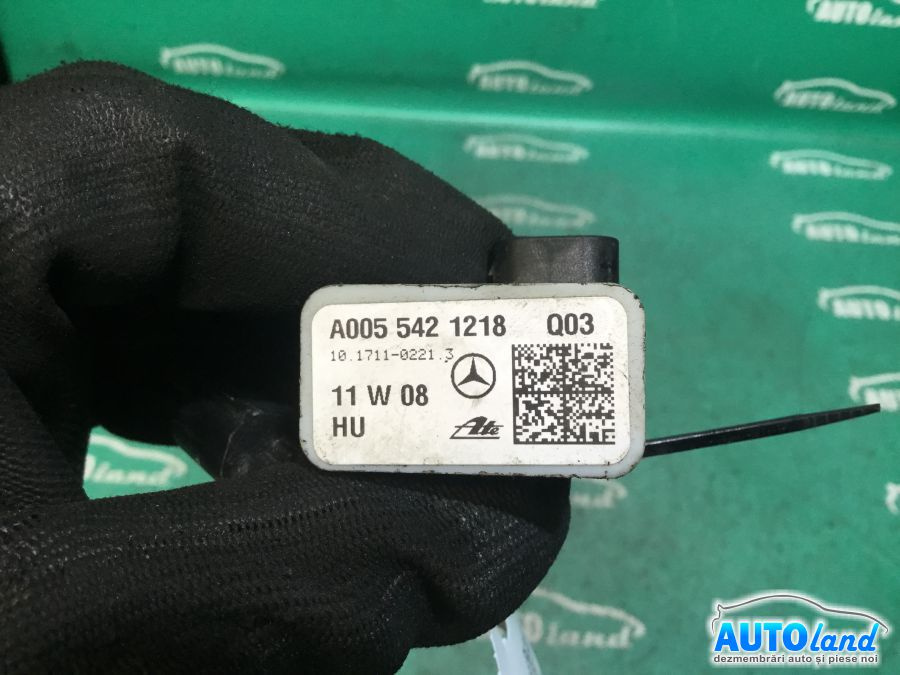 A005 542 1218 Q03
10.1711-0221.3
11 W 08
HU
Ate
AUTOland
dezmembrări auto și piese noi